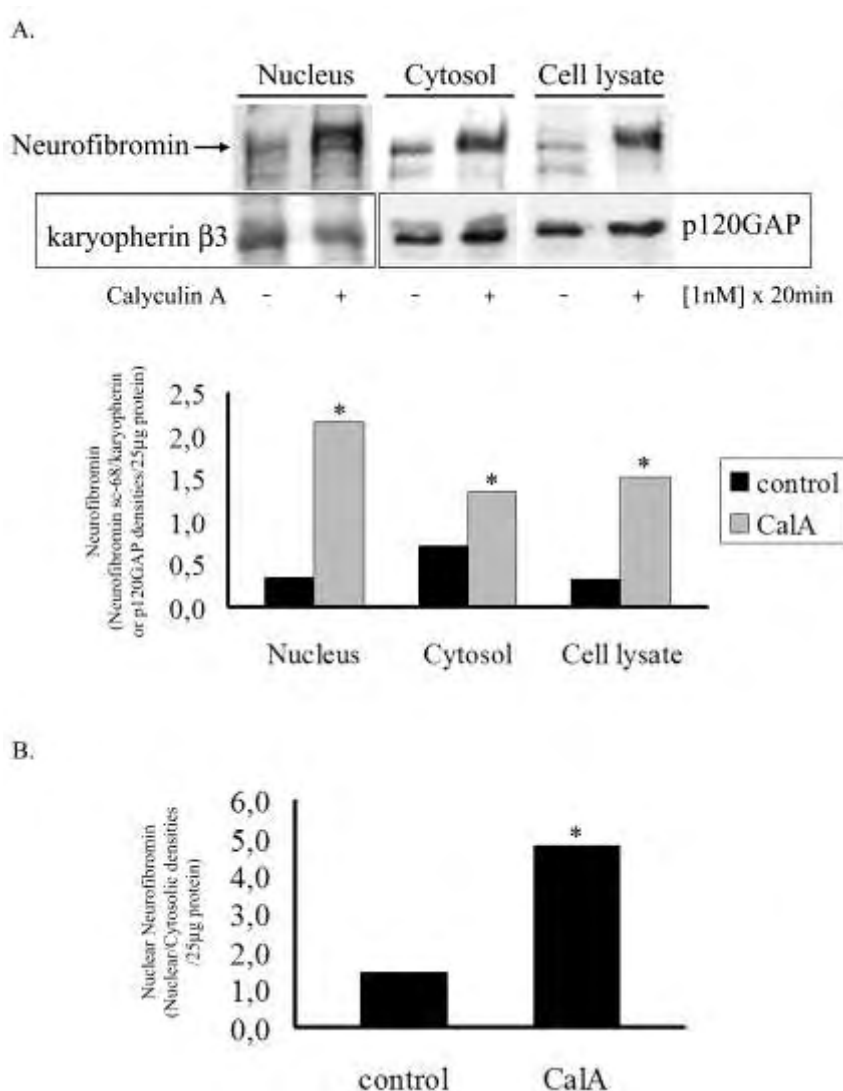 A.
Nucleus Cytosol Cell lysate
Neurofibromin
karyopherin β3 p120GAP
Calyculin A - + - + - + [1nM] x 20min
Neurofibromin
(Neurofibromin sc-68/karyopherin
or p120GAP densities/25µg protein)
2,5
2,0
1,5
1,0
0,5
0,0
*
*
*
control
CalA
Nucleus Cytosol Cell lysate
B.
Nuclear Neurofibromin
(Nuclear/Cytosolic densities
/25µg protein)
6,0
5,0
4,0
3,0
2,0
1,0
0,0
*
control CalA